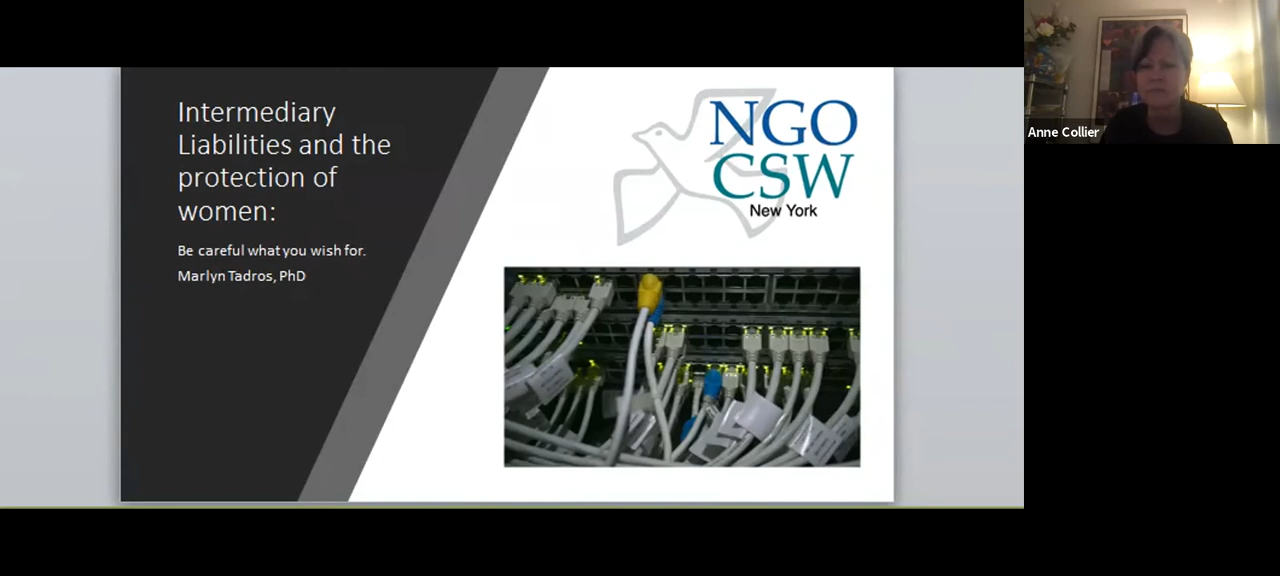 Intermediary
Liabilities and the
protection of
women:
Be careful what you wish for.
Marlyn Tadros, PhD
NGO
CSW
New York
Anne Collier